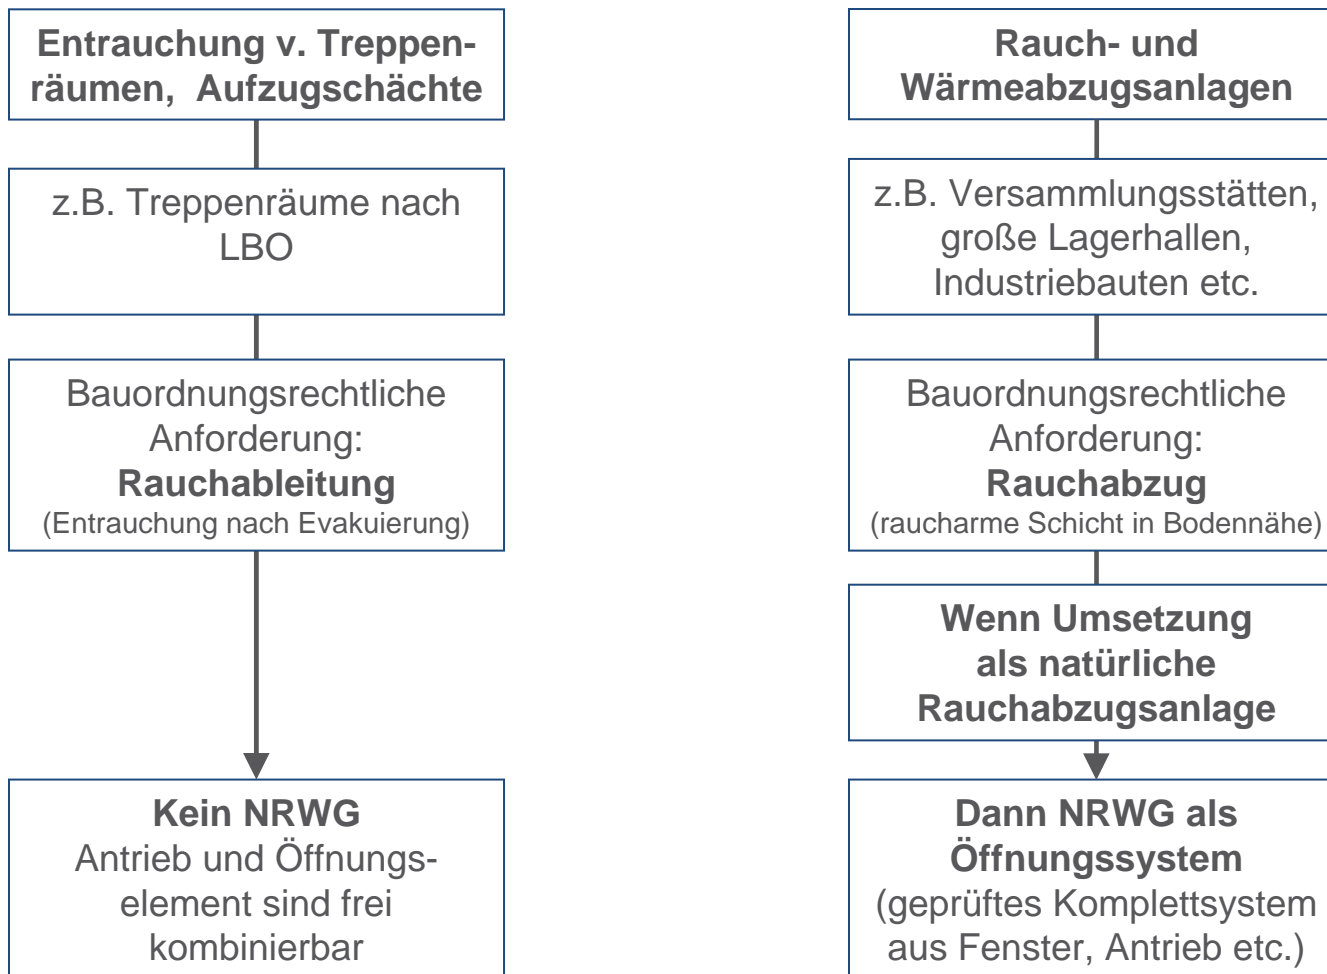 Entrauchung v. Treppen-
räumen, Aufzugschächte
z.B. Treppenräume nach
LBO
Bauordnungsrechtliche
Anforderung:
Rauchableitung
(Entrauchung nach Evakuierung)
Kein NRWG
Antrieb und Öffnungs-
element sind frei
kombinierbar
Rauch- und
Wärmeabzugsanlagen
z.B. Versammlungsstätten,
große Lagerhallen,
Industriebauten etc.
Bauordnungsrechtliche
Anforderung:
Rauchabzug
(raucharme Schicht in Bodennähe)
Wenn Umsetzung
als natürliche
Rauchabzugsanlage
Dann NRWG als
Öffnungssystem
(geprüftes Komplettsystem
aus Fenster, Antrieb etc.)